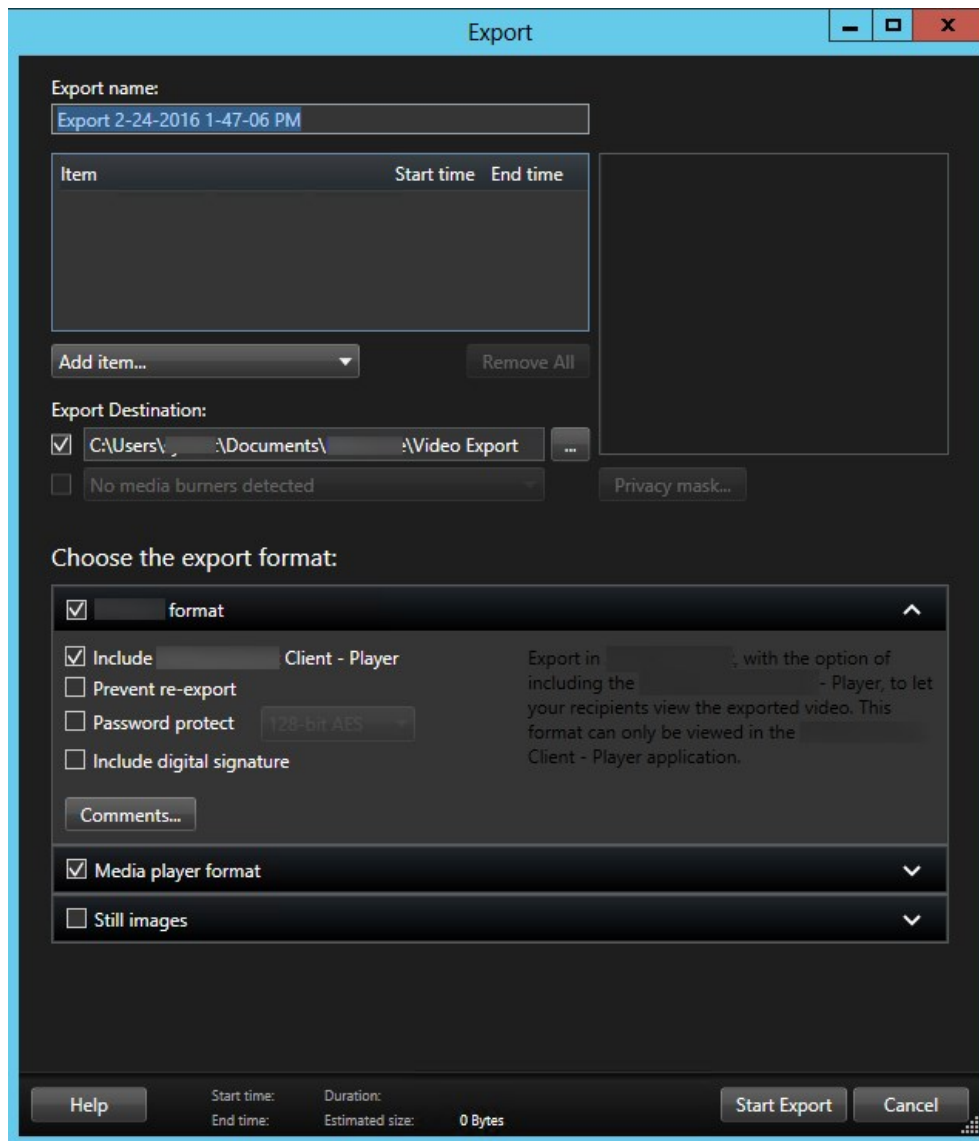 Export
Export name:
Export 2-24-2016 1-47-06 PM
Item Start time End time
Add item... Remove All
Export Destination:
C:\Users\ :\Documents\ :\Video Export ...
No media burners detected Privacy mask...
Choose the export format:
format
Include Client - Player
Prevent re-export
Password protect 128-bit AES
Include digital signature
Export in , with the option of
including the - Player, to let
your recipients view the exported video. This
format can only be viewed in the
Client - Player application.
Comments...
Media player format
Still images
Help
Start time: Duration:
End time: Estimated size: 0 Bytes
Start Export Cancel